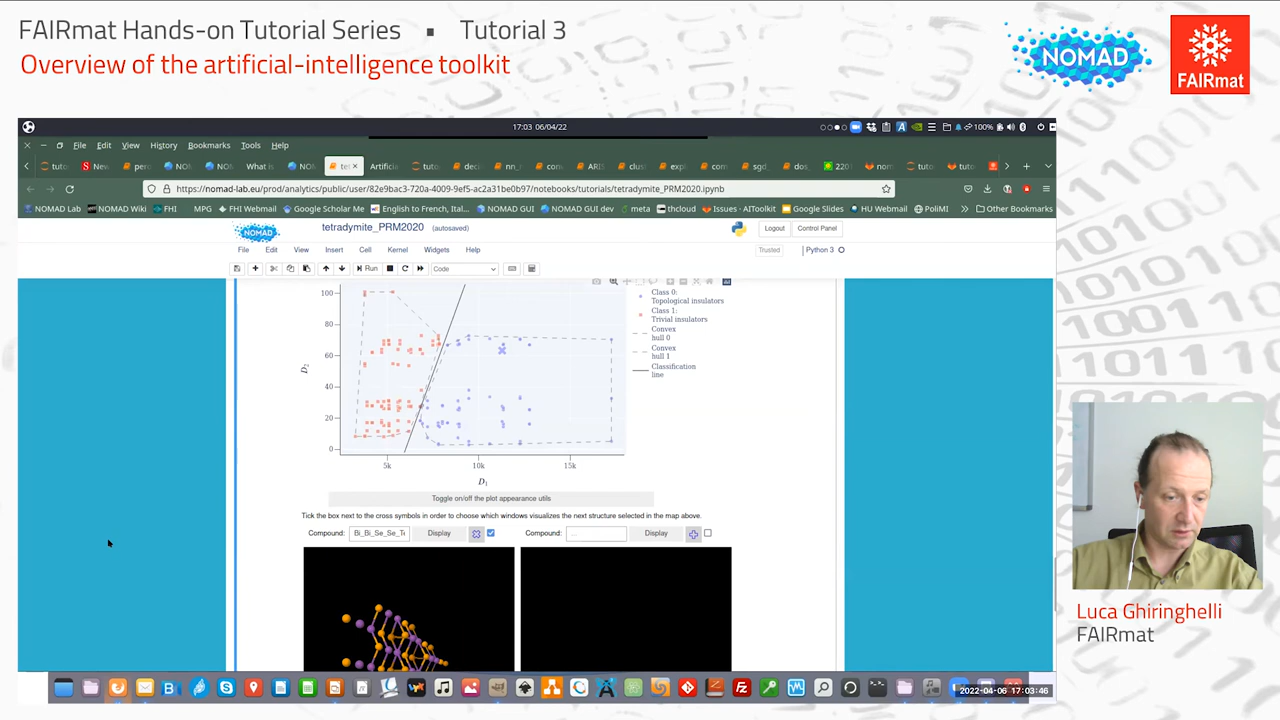 FAIRmat Hands-on Tutorial Series ▪ Tutorial 3
Overview of the artificial-intelligence toolkit
NOMAD
FAIRmat
17:03 06/04/22
100%
File Edit View History Bookmarks Tools Help
https://nomad-lab.eu/prod/analytics/public/user/82e9bac3-720a-4009-9ef5-ac2a31be0b97/notebooks/tutorials/tetradymite_PRM2020.ipynb
NOMAD Lab NOMAD Wiki FHI MPG FHI Webmail Google Scholar Me English to French, Ital... NOMAD GUI NOMAD GUI dev meta thcloud Issues · AIToolkit Google Slides HU Webmail PoliMI Other Bookmarks
NOMAD
tetradymite_PRM2020 (autosaved)
Logout Control Panel
File Edit View Insert Cell Kernel Widgets Help
Trusted Python 3
Run Code
100
80
60
40
20
0
D₂
5k 10k 15k
D₁
Class 0:
Topological insulators
Class 1:
Trivial insulators
Convex
hull 0
Convex
hull 1
Classification
line
Toggle on/off the plot appearance utils
Tick the box next to the cross symbols in order to choose which windows visualizes the next structure selected in the map above.
Compound: Bi_Bi_Se_Se_Te Display Compound: ... Display
2022-04-06 17:03:46
Luca Ghiringhelli
FAIRmat